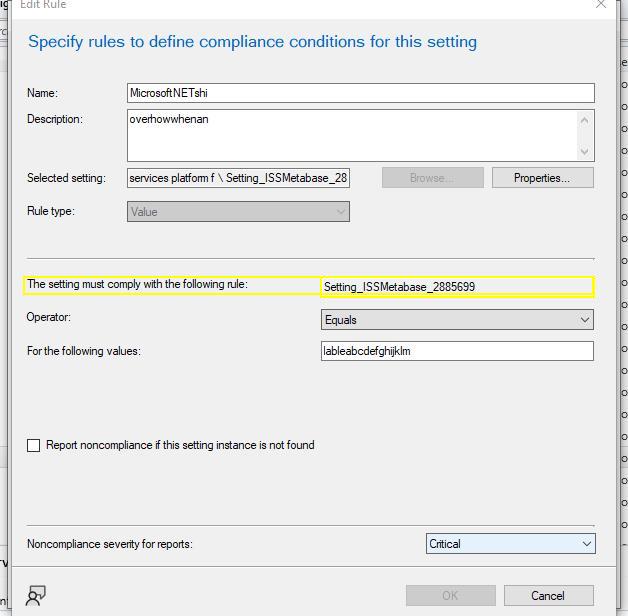 Edit Rule
Specify rules to define compliance conditions for this setting
Name: MicrosoftNETshi
Description: overhowwhenan
Selected setting: services platform f \ Setting_ISSMetabase_28 Browse... Properties...
Rule type: Value
The setting must comply with the following rule: Setting_ISSMetabase_2885699
Operator: Equals
For the following values: lableabcdefghijklm
Report noncompliance if this setting instance is not found
Noncompliance severity for reports: Critical
OK Cancel